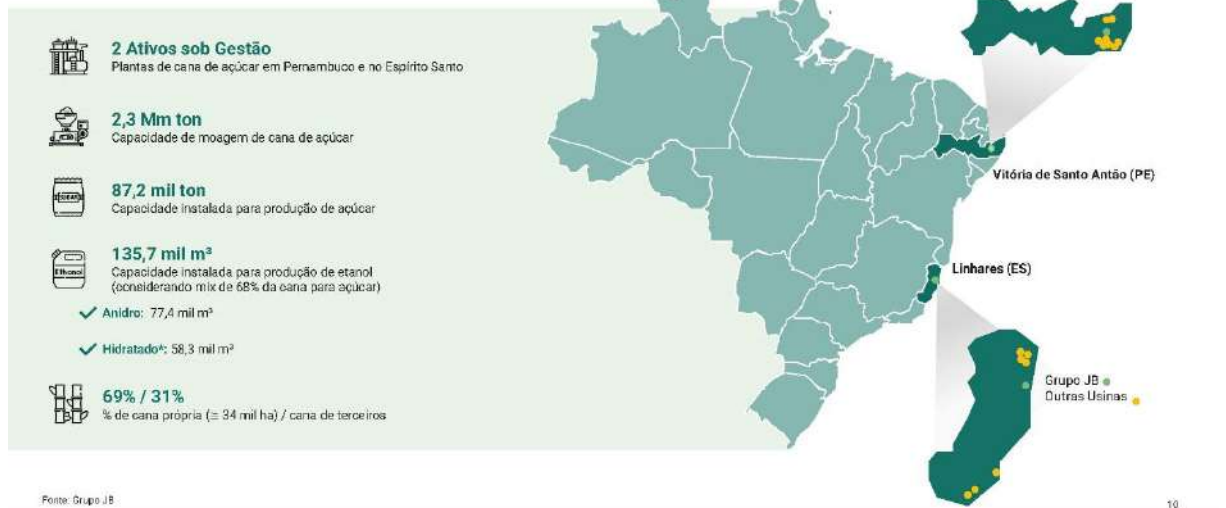 2 Ativos sob Gestão
Plantas de cana de açúcar em Pernambuco e no Espírito Santo
2,3 Mm ton
Capacidade de moagem de cana de açúcar
87,2 mil ton
Capacidade instalada para produção de açúcar
135,7 mil m³
Capacidade instalada para produção de etanol
(considerando mix de 68% da cana para açúcar)
Ethanol
Anidro: 77,4 mil m³
Hidratado*: 58,3 mil m³
69% / 31%
% de cana própria (≅ 34 mil ha) / cana de terceiros
Vitória de Santo Antão (PE)
Linhares (ES)
Grupo JB
Outras Usinas
Fonte: Grupo JB
10